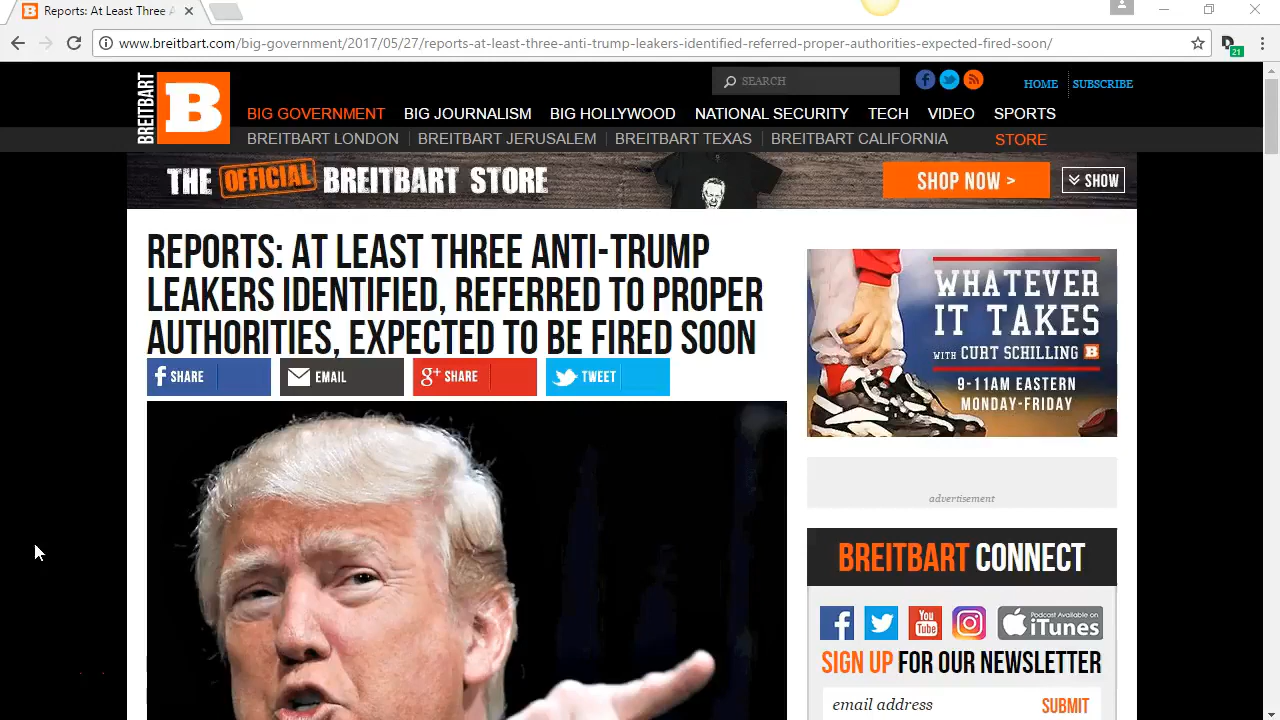 Reports: At Least Three A
www.breitbart.com/big-government/2017/05/27/reports-at-least-three-anti-trump-leakers-identified-referred-proper-authorities-expected-fired-soon/
21
BREITBART
B
SEARCH
HOME
SUBSCRIBE
BIG GOVERNMENT BIG JOURNALISM BIG HOLLYWOOD NATIONAL SECURITY TECH VIDEO SPORTS
BREITBART LONDON BREITBART JERUSALEM BREITBART TEXAS BREITBART CALIFORNIA STORE
THE OFFICIAL BREITBART STORE
SHOP NOW >
SHOW
REPORTS: AT LEAST THREE ANTI-TRUMP
LEAKERS IDENTIFIED, REFERRED TO PROPER
AUTHORITIES, EXPECTED TO BE FIRED SOON
SHARE
EMAIL
SHARE
TWEET
WHATEVER
IT TAKES
WITH CURT SCHILLING B
9-11AM EASTERN
MONDAY-FRIDAY
advertisement
BREITBART CONNECT
You
Tube
Podcast Available on
iTunes
SIGN UP FOR OUR NEWSLETTER
email address
SUBMIT